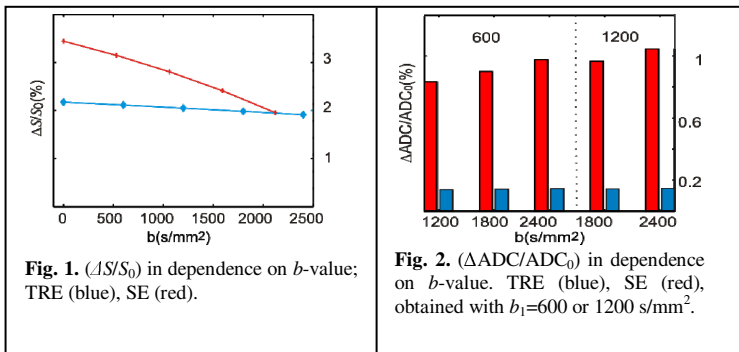 ΔS/S0(%)
3
2
1
0 500 1000 1500 2000 2500
b(s/mm2)
Fig. 1. (ΔS/S0) in dependence on b-value;
TRE (blue), SE (red).
ΔADC/ADC0(%)
600 1200
1
0.6
0.2
1200 1800 2400 1800 2400
b(s/mm2)
Fig. 2. (ΔADC/ADC0) in dependence
on b-value. TRE (blue), SE (red),
obtained with b1=600 or 1200 s/mm2.